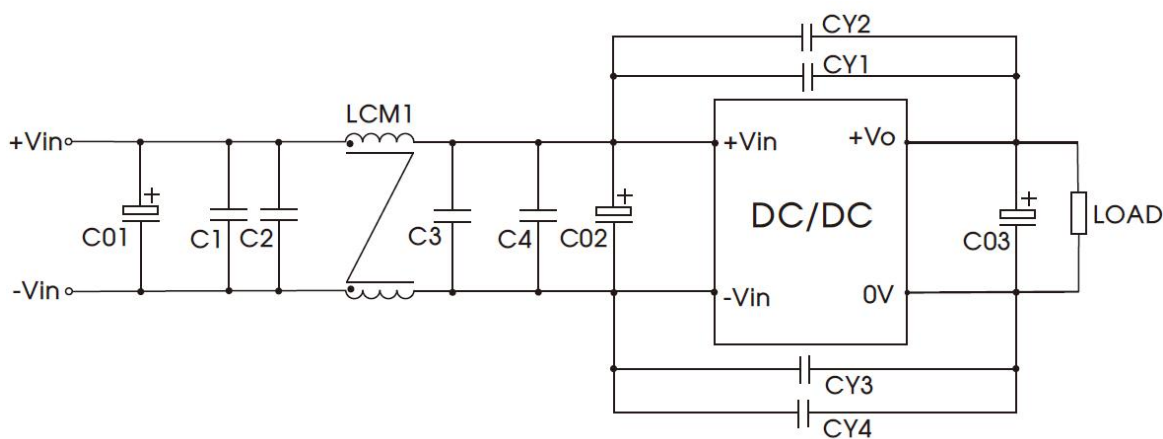 CY2
CY1
LCM1
+Vin
+Vin
+Vo
+
+
+
DC/DC
LOAD
C01
C1
C2
C3
C4
C02
C03
-Vin
-Vin
0V
CY3
CY4